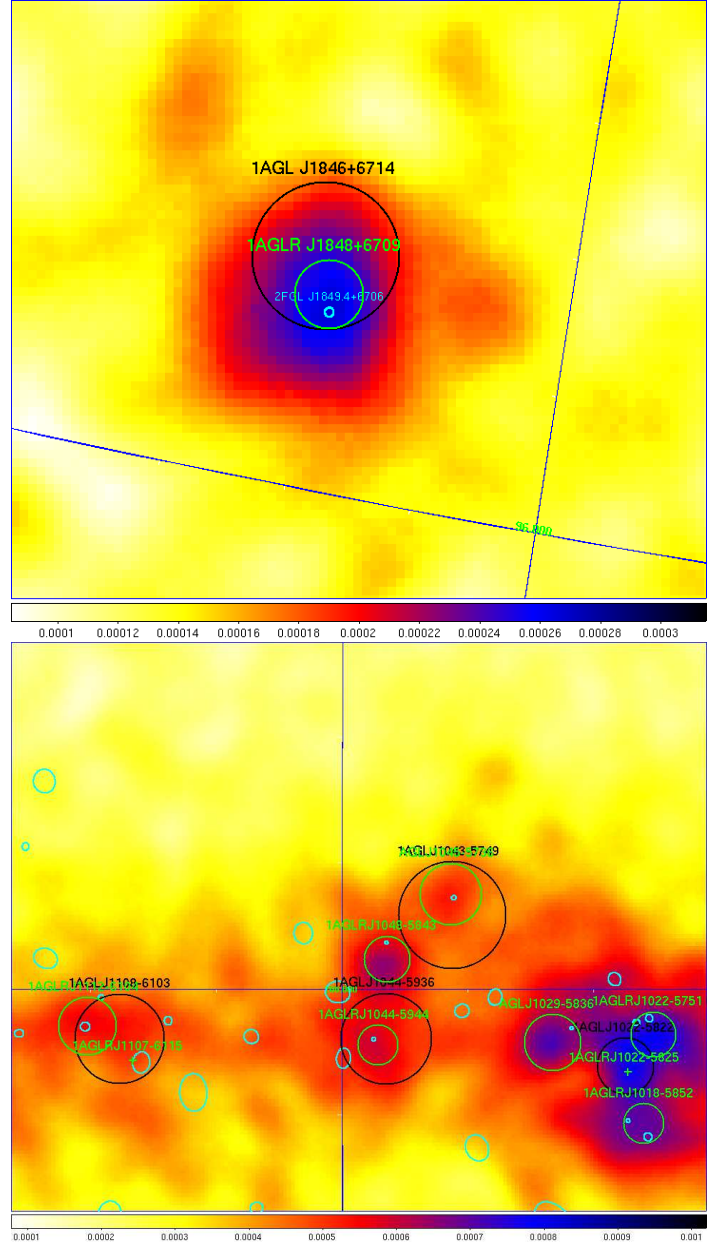 1AGL J1846+6714
1AGLR J1848+6709
2FGL J1849.4+6706
96.000
0.0001 0.00012 0.00014 0.00016 0.00018 0.0002 0.00022 0.00024 0.00026 0.00028 0.0003
1AGLJ1043-5749
1AGLRJ1048-5843
1AGLJ1108-6103 1AGLJ1044-5936
1AGLRJ1029-5836 1AGLRJ1022-5751
1AGLRJ1044-5944
1AGLJ1022-5822
1AGLRJ1107-6115 1AGLRJ1022-5825
1AGLRJ1018-5852
0.0001 0.0002 0.0003 0.0004 0.0005 0.0006 0.0007 0.0008 0.0009 0.001